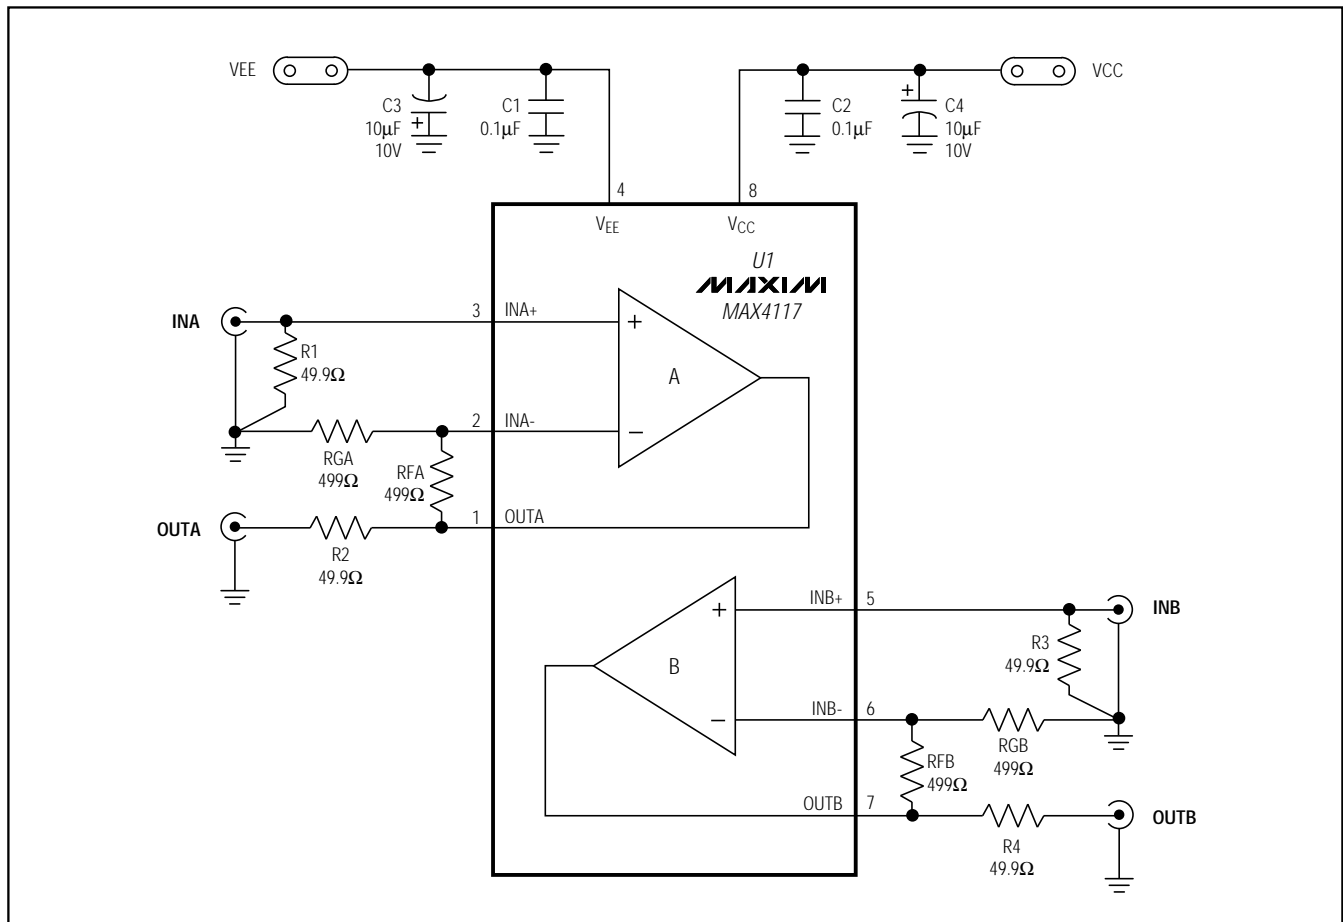 VEE
C3
10µF
10V
+
C1
0.1µF
C2
0.1µF
+
C4
10µF
10V
VCC
4
8
VEE
VCC
U1
MAXIM
MAX4117
INA
3
INA+
+
R1
49.9Ω
A
2
INA-
−
RGA
499Ω
RFA
499Ω
OUTA
1
OUTA
R2
49.9Ω
INB+
5
+
INB
R3
49.9Ω
B
INB-
6
−
RGB
499Ω
RFB
499Ω
OUTB
7
OUTB
R4
49.9Ω